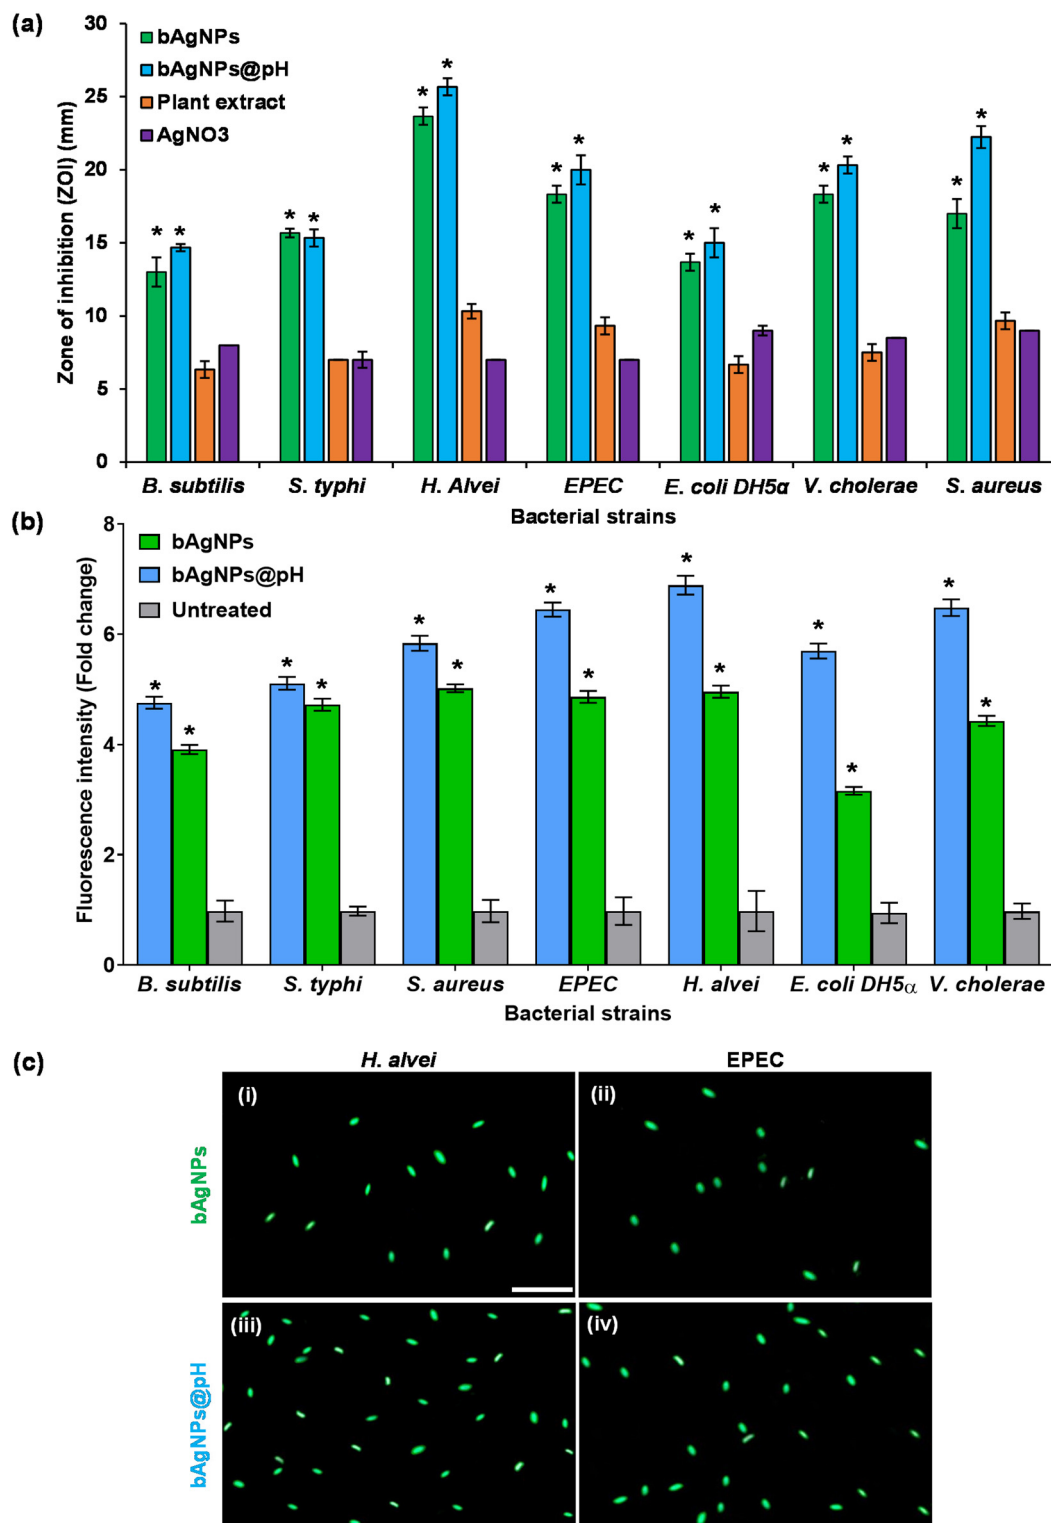 (a)
30
25
20
15
10
5
0
Zone of inhibition (ZOI) (mm)
bAgNPs
bAgNPs@pH
Plant extract
AgNO3
* * * * * * * * * * * * * *
B. subtilis S. typhi H. Alvei EPEC E. coli DH5α V. cholerae S. aureus
Bacterial strains
(b)
8
6
4
2
0
Fluorescence intensity (Fold change)
bAgNPs
bAgNPs@pH
Untreated
* * * * * * * * * * * * * *
B. subtilis S. typhi S. aureus EPEC H. alvei E. coli DH5α V. cholerae
Bacterial strains
(c)
H. alvei EPEC
bAgNPs
(i) (ii)
bAgNPs@pH
(iii) (iv)